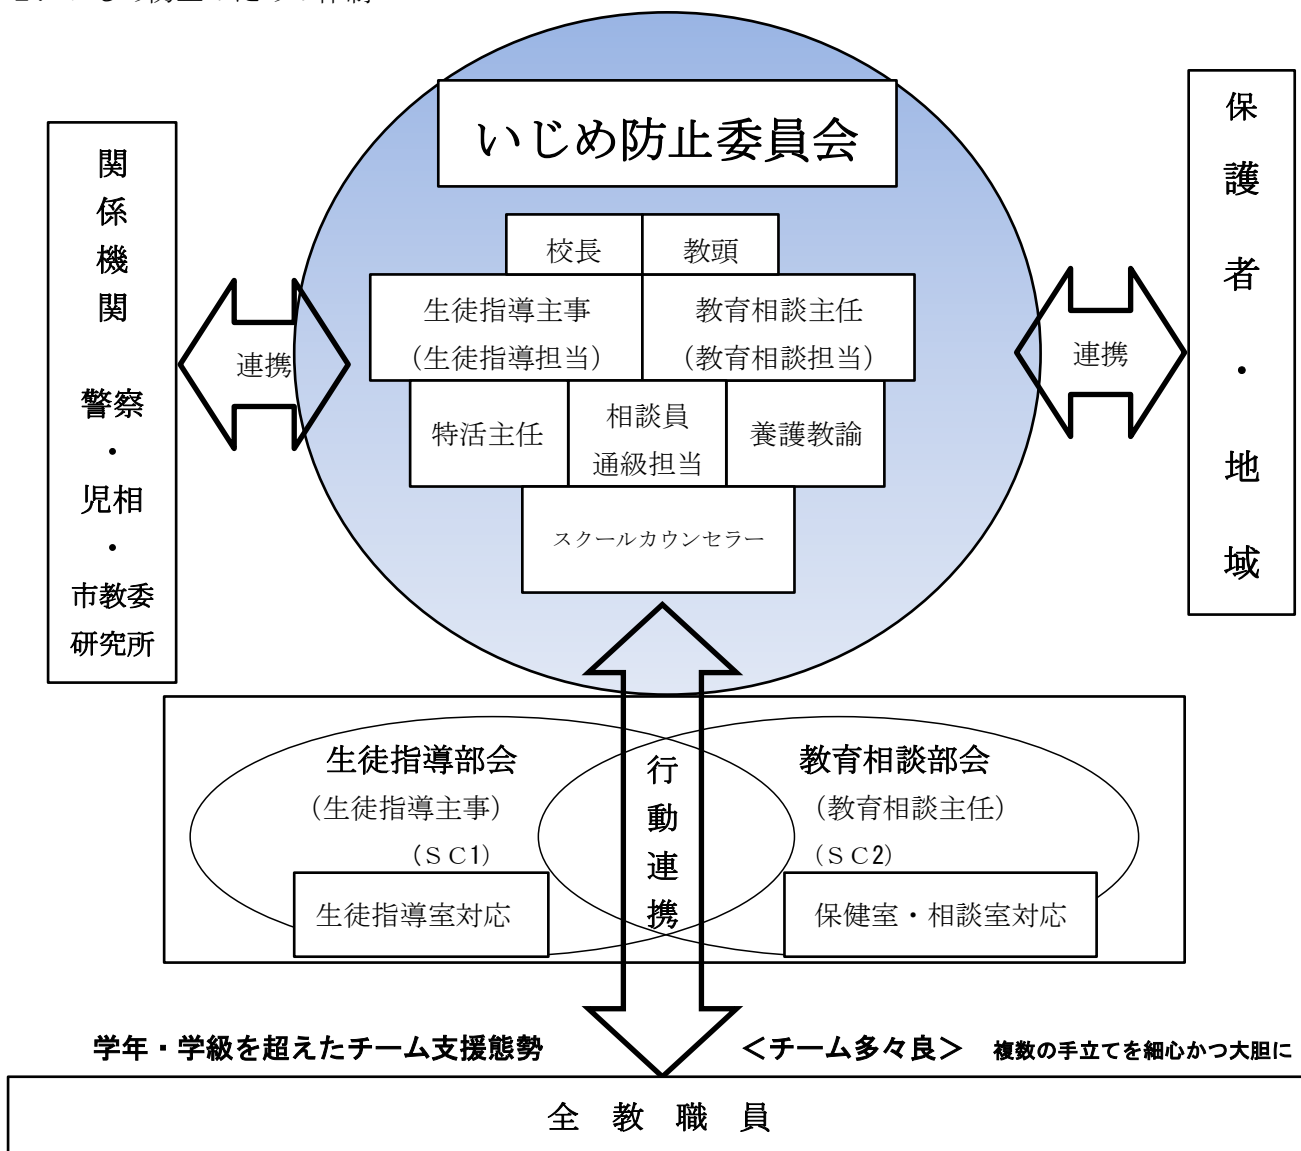 いじめ防止委員会
校長
教頭
生徒指導主事
（生徒指導担当）
教育相談主任
（教育相談担当）
特活主任
相談員
通級担当
養護教諭
スクールカウンセラー
関係機関　警察・児相・市教委
研究所
連携
連携
保護者・地域
生徒指導部会
（生徒指導主事）
（ＳＣ1）
生徒指導室対応
行動連携
教育相談部会
（教育相談主任）
（ＳＣ2）
保健室・相談室対応
学年・学級を超えたチーム支援態勢
＜チーム多々良＞　複数の手立てを細心かつ大胆に
全　教　職　員